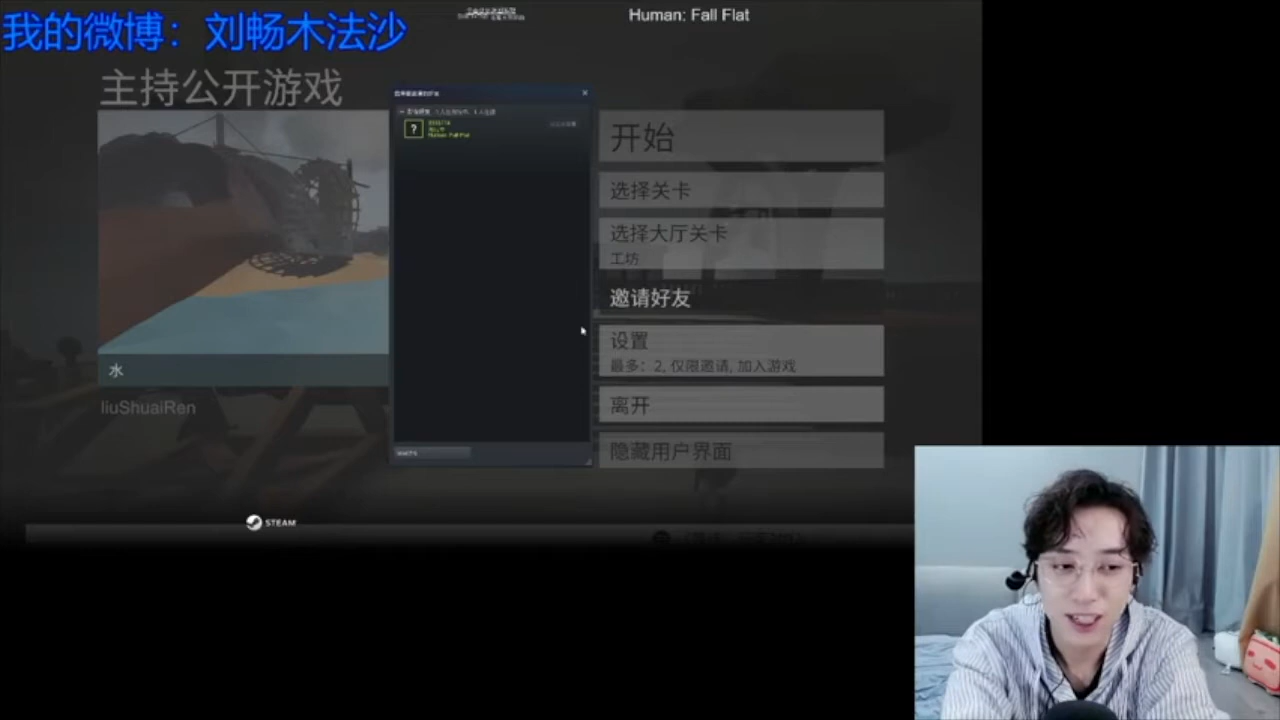 我的微博：刘畅木法沙
Human: Fall Flat
主持公开游戏
开始
选择关卡
选择大厅关卡
工坊
邀请好友
设置
最多：2, 仅限邀请, 加入游戏
离开
隐藏用户界面
水
liuShuaiRen
?
Human: Fall Flat
STEAM